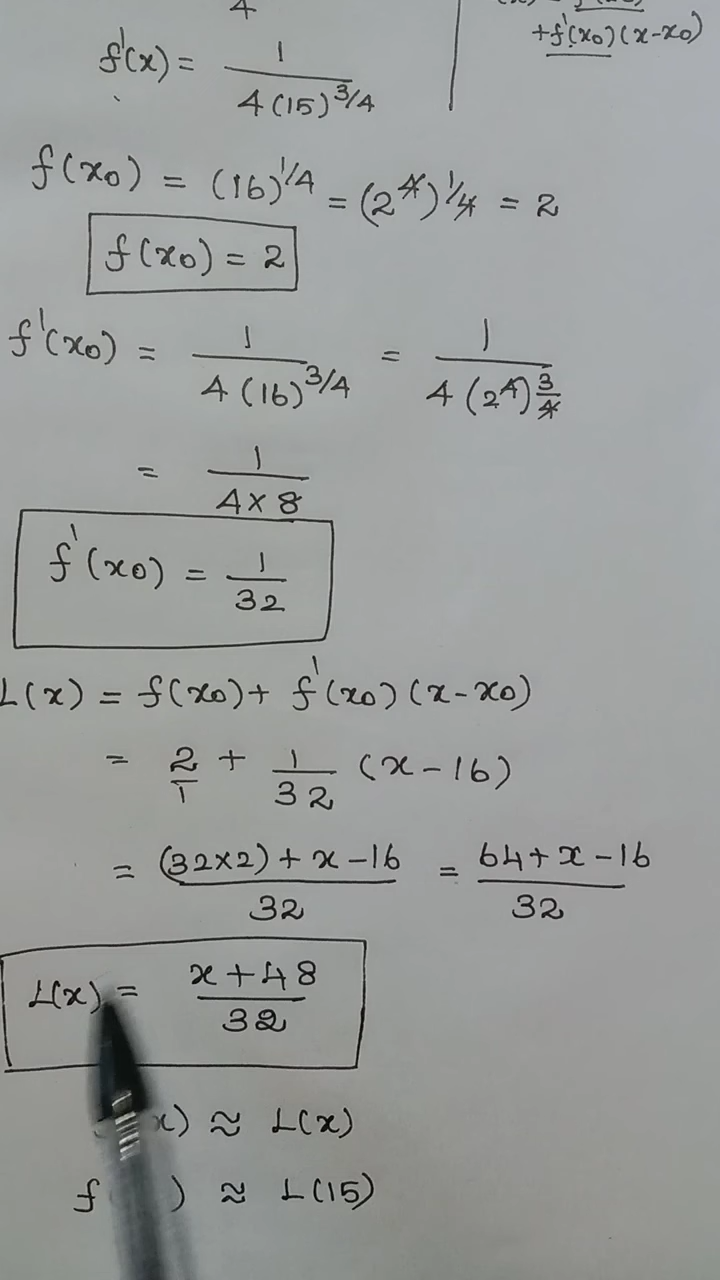 4
+f'(x0)(x-x0)
f'(x) = 1 / 4(15)^3/4
f(x0) = (16)^1/4 = (2^4)^1/4 = 2
f(x0) = 2
f'(x0) = 1 / 4(16)^3/4 = 1 / 4(2^4)^3/4
= 1 / 4×8
f'(x0) = 1/32
L(x) = f(x0) + f'(x0)(x-x0)
= 2/1 + 1/32 (x-16)
= (32×2)+x-16 / 32 = 64+x-16 / 32
L(x) = x+48 / 32
x) ≈ L(x)
f ) ≈ L(15)